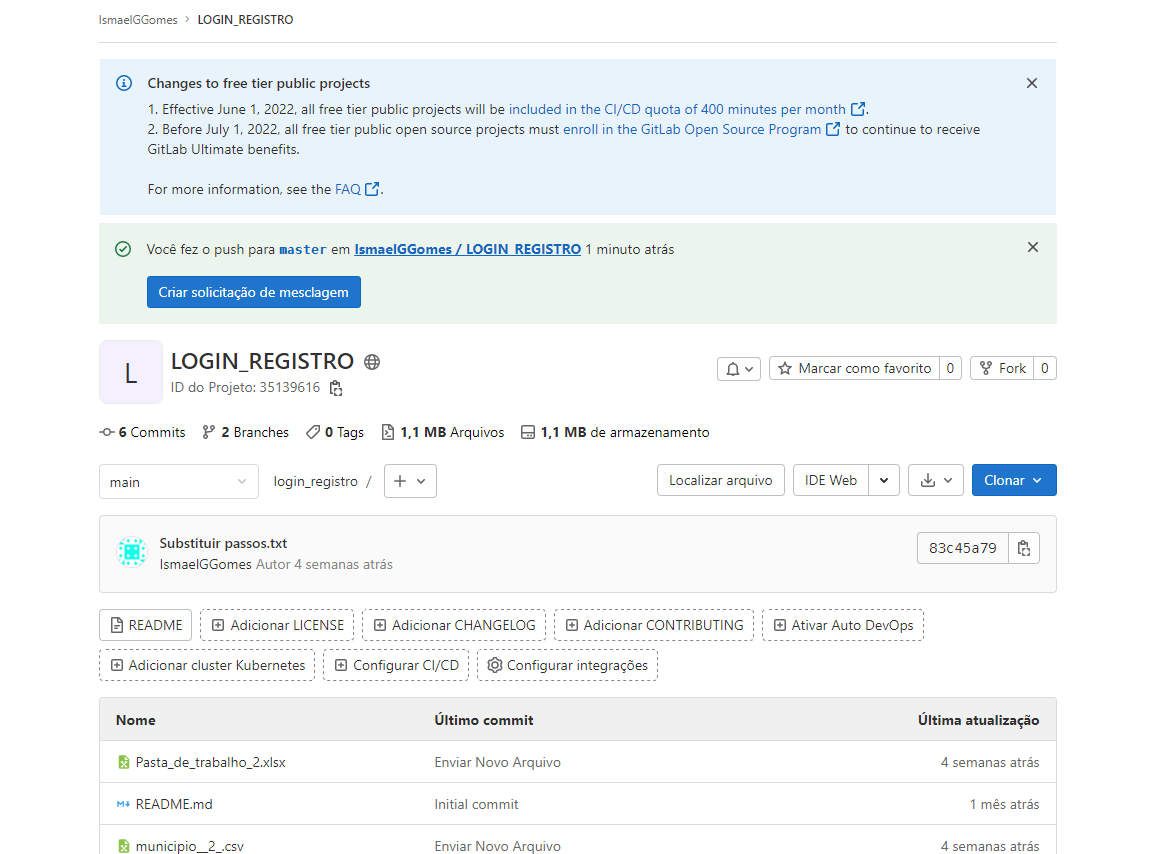 IsmaelGGomes > LOGIN_REGISTRO
Changes to free tier public projects
1. Effective June 1, 2022, all free tier public projects will be included in the CI/CD quota of 400 minutes per month.
2. Before July 1, 2022, all free tier public open source projects must enroll in the GitLab Open Source Program to continue to receive
GitLab Ultimate benefits.
For more information, see the FAQ.
Você fez o push para master em IsmaelGGomes / LOGIN_REGISTRO 1 minuto atrás
Criar solicitação de mesclagem
L
LOGIN_REGISTRO
Marcar como favorito 0 Fork 0
ID do Projeto: 35139616
6 Commits 2 Branches 0 Tags 1,1 MB Arquivos 1,1 MB de armazenamento
main login_registro / + Localizar arquivo IDE Web Clonar
Substituir passos.txt
IsmaelGGomes Autor 4 semanas atrás
83c45a79
README Adicionar LICENSE Adicionar CHANGELOG Adicionar CONTRIBUTING Ativar Auto DevOps
Adicionar cluster Kubernetes Configurar CI/CD Configurar integrações
Nome Último commit Última atualização
Pasta_de_trabalho_2.xlsx Enviar Novo Arquivo 4 semanas atrás
README.md Initial commit 1 mês atrás
municipio__2_.csv Enviar Novo Arquivo 4 semanas atrás